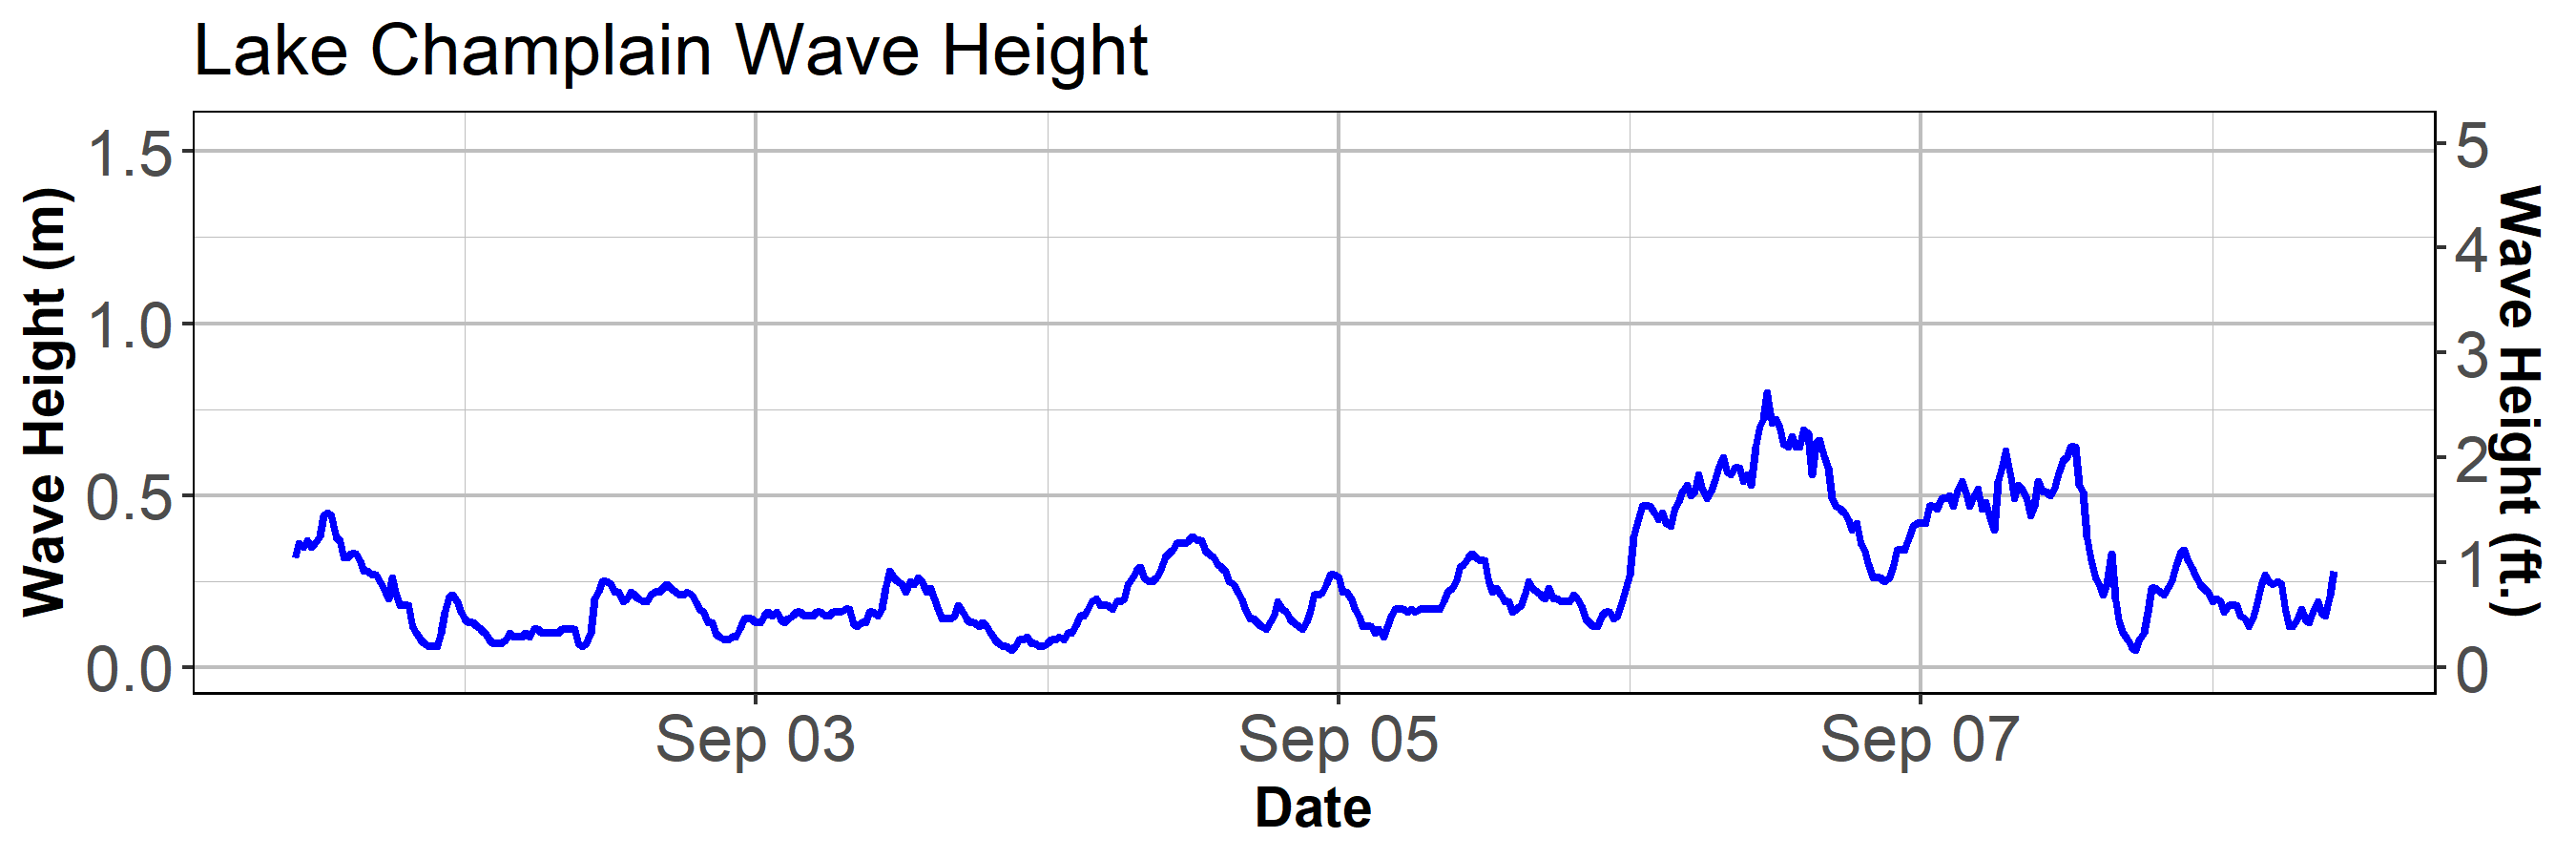 Lake Champlain Wave Height
Wave Height (m)
1.5
1.0
0.5
0.0
5
4
3
2
1
0
Wave Height (ft.)
Sep 03
Sep 05
Sep 07
Date